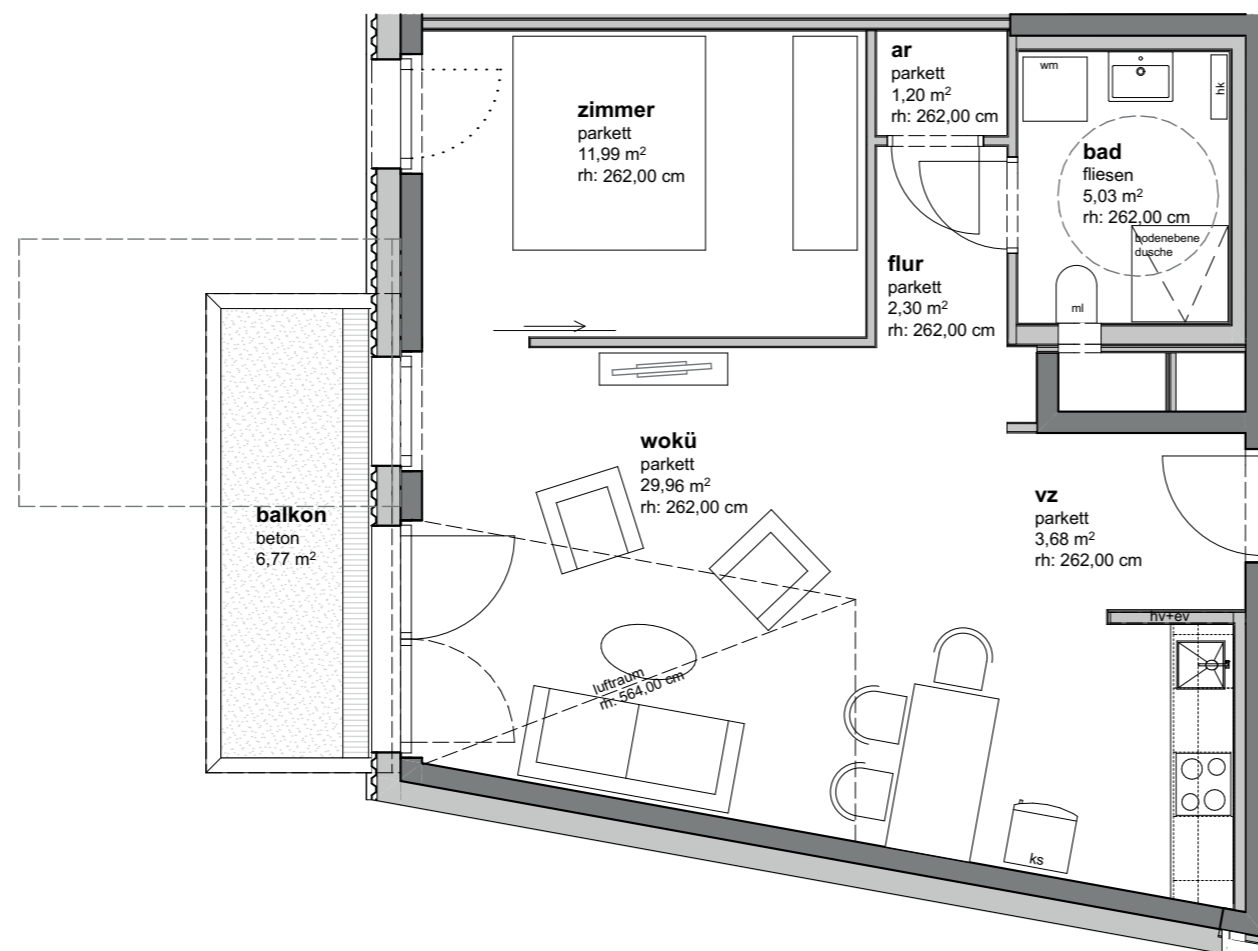 ar
parkett
1,20 m²
rh: 262,00 cm
wm
hk
zimmer
parkett
11,99 m²
rh: 262,00 cm
bad
fliesen
5,03 m²
rh: 262,00 cm
bodenebene
dusche
flur
parkett
2,30 m²
rh: 262,00 cm
ml
wokü
parkett
29,96 m²
rh: 262,00 cm
vz
parkett
3,68 m²
rh: 262,00 cm
balkon
beton
6,77 m²
hv+ev
luftraum
rh: 564,00 cm
ks